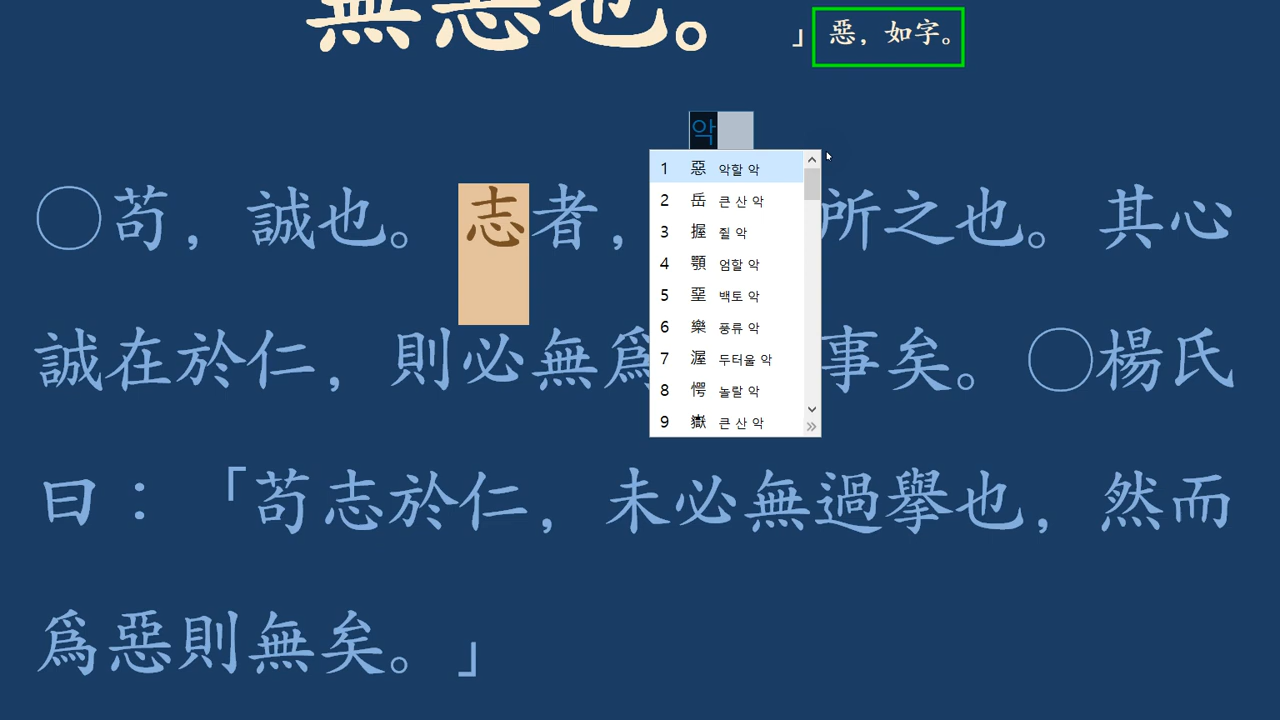 無惡也。」惡，如字。
악
1 惡 악할 악
2 岳 큰 산 악
3 握 쥘 악
4 顎 엄할 악
5 堊 백토 악
6 樂 풍류 악
7 渥 두터울 악
8 愕 놀랄 악
9 嶽 큰 산 악
○苟，誠也。志者，所之也。其心
誠在於仁，則必無爲事矣。○楊氏
曰：「苟志於仁，未必無過擧也，然而
爲惡則無矣。」